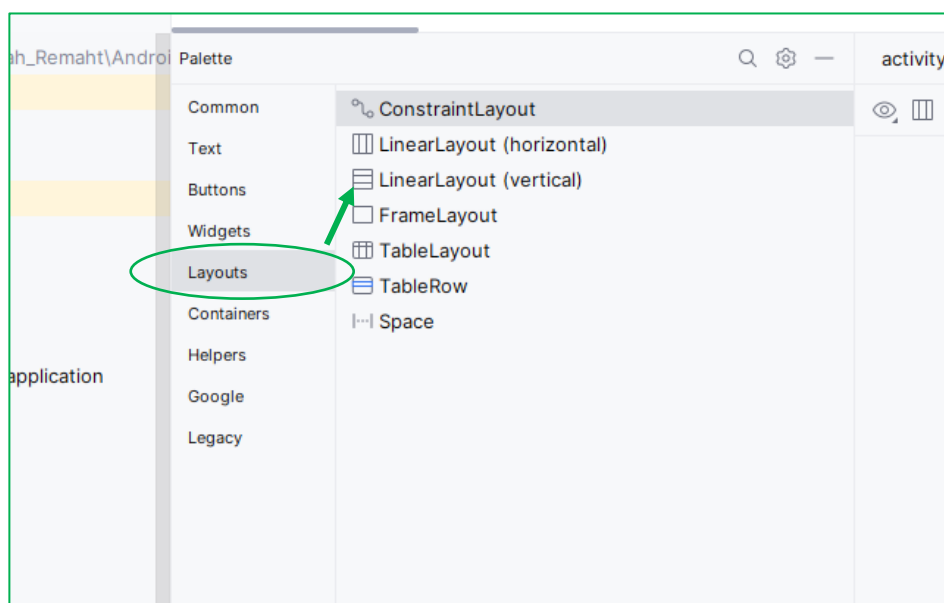 ah_Remaht\Androi
Palette
activity
Common
Text
Buttons
Widgets
Layouts
Containers
Helpers
Google
Legacy
ConstraintLayout
LinearLayout (horizontal)
LinearLayout (vertical)
FrameLayout
TableLayout
TableRow
Space
application